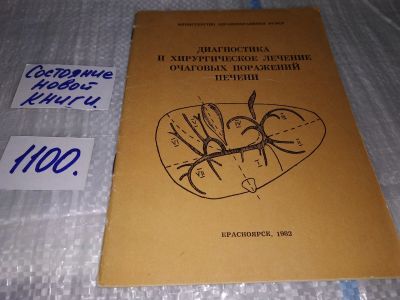 Состояние
новой
книги.
1100.
МИНИСТЕРСТВО ЗДРАВООХРАНЕНИЯ РСФСР
ДИАГНОСТИКА
И ХИРУРГИЧЕСКОЕ ЛЕЧЕНИЕ
ОЧАГОВЫХ ПОРАЖЕНИЙ
ПЕЧЕНИ
КРАСНОЯРСК, 1982